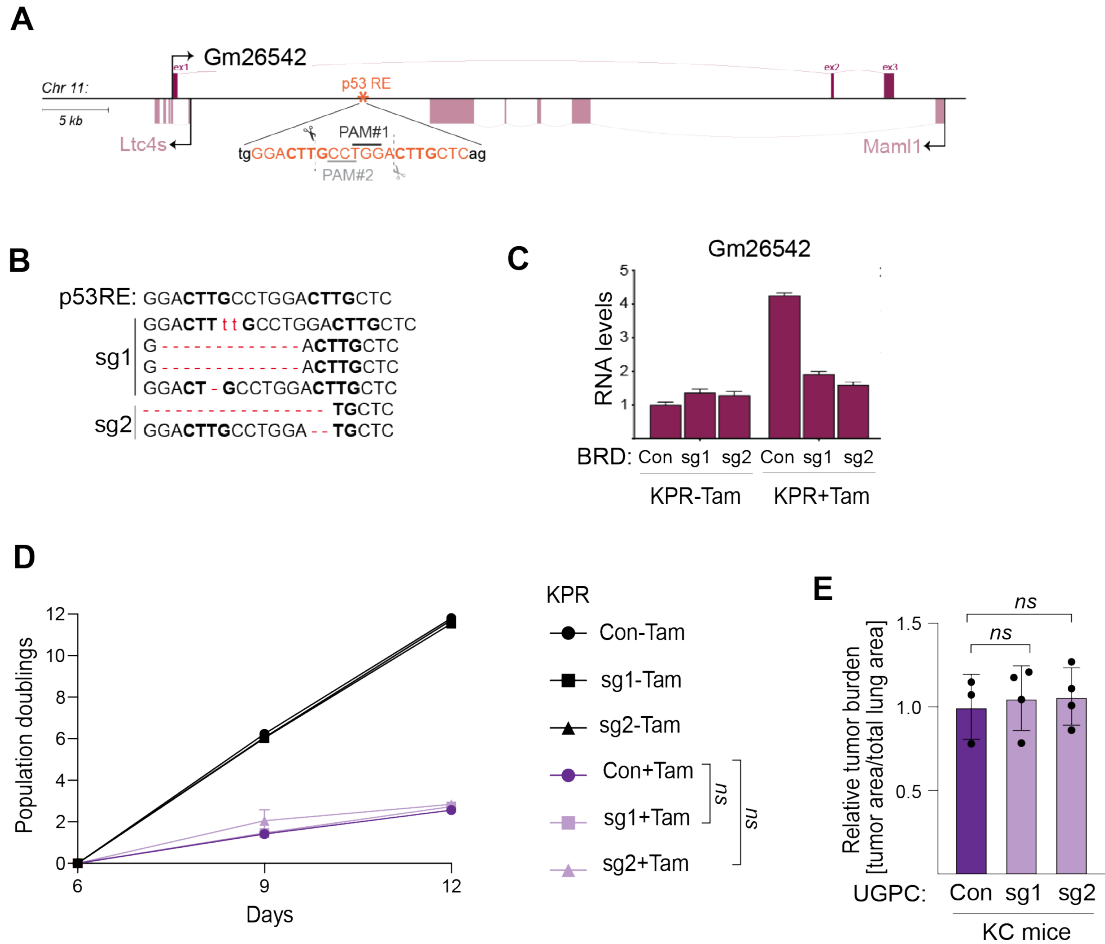 A
Gm26542
ex1
ex2
ex3
Chr 11:
p53 RE
5 kb
Ltc4s
PAM#1
Maml1
tgGGACTTGCCTGGACTTGCTCag
PAM#2
B
p53RE: GGACTTGCCTGGACTTGCTC
sg1
GGACTT t t GCCTGGACTTGCTC
G - - - - - - - - - - - - - ACTTGCTC
G - - - - - - - - - - - - - ACTTGCTC
GGACT - GCCTGGACTTGCTC
sg2
- - - - - - - - - - - - - - - - - - TGCTC
GGACTTGCCTGGA - - TGCTC
C
Gm26542
RNA levels
5
4
3
2
1
BRD: Con sg1 sg2 Con sg1 sg2
KPR-Tam KPR+Tam
D
Population doublings
12
10
8
6
4
2
0
6 9 12
Days
KPR
Con-Tam
sg1-Tam
sg2-Tam
Con+Tam
sg1+Tam
sg2+Tam
ns
ns
E
Relative tumor burden
[tumor area/total lung area]
1.5
1.0
0.5
ns
ns
UGPC: Con sg1 sg2
KC mice